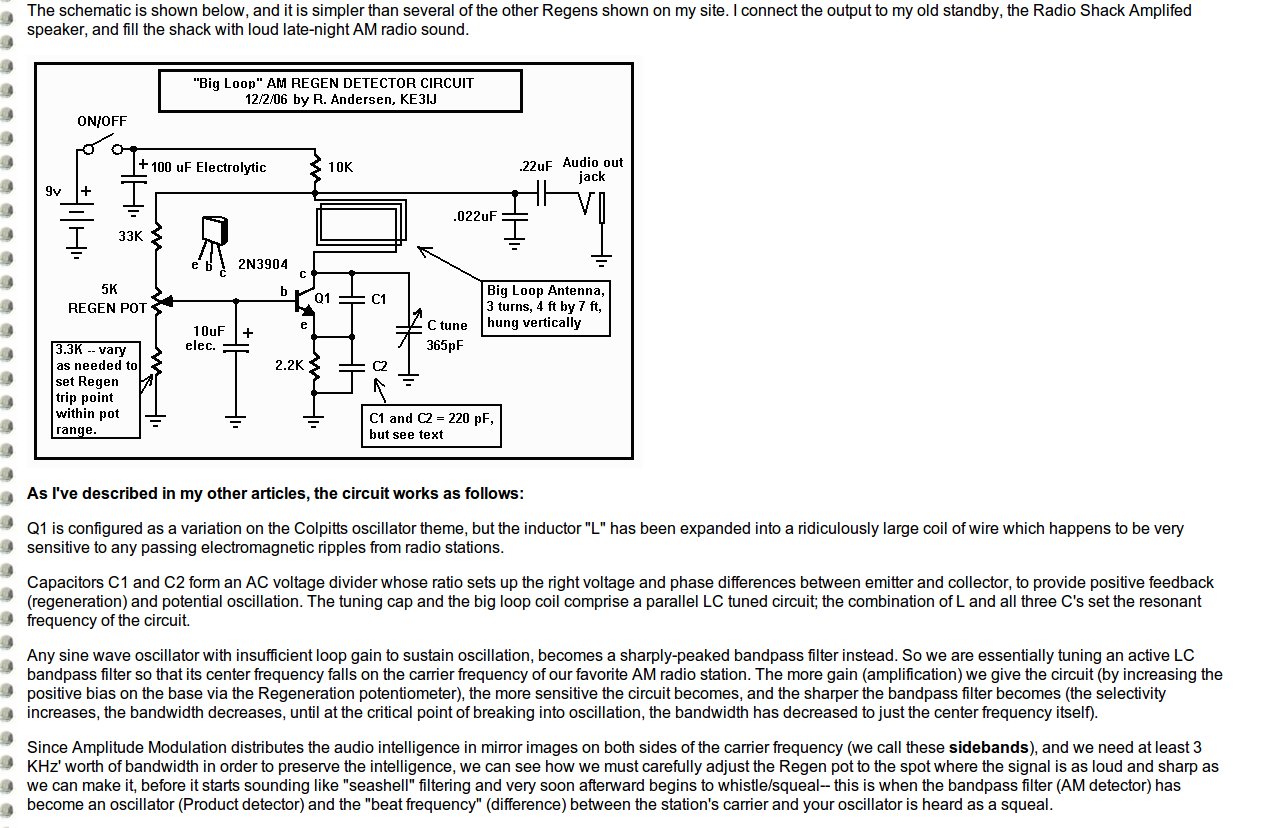 The schematic is shown below, and it is simpler than several of the other Regens shown on my site. I connect the output to my old standby, the Radio Shack Amplifed
speaker, and fill the shack with loud late-night AM radio sound.
"Big Loop" AM REGEN DETECTOR CIRCUIT
12/2/06 by R. Andersen, KE3IJ
ON/OFF
+ 100 uF Electrolytic
10K
.22uF
Audio out
jack
9v
+
.022uF
33K
e b c
2N3904
c
5K
REGEN POT
b
Q1
C1
Big Loop Antenna,
3 turns, 4 ft by 7 ft,
hung vertically
e
C tune
365pF
10uF
elec.
+
3.3K -- vary
as needed to
set Regen
trip point
within pot
range.
2.2K
C2
C1 and C2 = 220 pF,
but see text
As I've described in my other articles, the circuit works as follows:
Q1 is configured as a variation on the Colpitts oscillator theme, but the inductor "L" has been expanded into a ridiculously large coil of wire which happens to be very
sensitive to any passing electromagnetic ripples from radio stations.
Capacitors C1 and C2 form an AC voltage divider whose ratio sets up the right voltage and phase differences between emitter and collector, to provide positive feedback
(regeneration) and potential oscillation. The tuning cap and the big loop coil comprise a parallel LC tuned circuit; the combination of L and all three C's set the resonant
frequency of the circuit.
Any sine wave oscillator with insufficient loop gain to sustain oscillation, becomes a sharply-peaked bandpass filter instead. So we are essentially tuning an active LC
bandpass filter so that its center frequency falls on the carrier frequency of our favorite AM radio station. The more gain (amplification) we give the circuit (by increasing the
positive bias on the base via the Regeneration potentiometer), the more sensitive the circuit becomes, and the sharper the bandpass filter becomes (the selectivity
increases, the bandwidth decreases, until at the critical point of breaking into oscillation, the bandwidth has decreased to just the center frequency itself).
Since Amplitude Modulation distributes the audio intelligence in mirror images on both sides of the carrier frequency (we call these sidebands), and we need at least 3
KHz' worth of bandwidth in order to preserve the intelligence, we can see how we must carefully adjust the Regen pot to the spot where the signal is as loud and sharp as
we can make it, before it starts sounding like "seashell" filtering and very soon afterward begins to whistle/squeal-- this is when the bandpass filter (AM detector) has
become an oscillator (Product detector) and the "beat frequency" (difference) between the station's carrier and your oscillator is heard as a squeal.